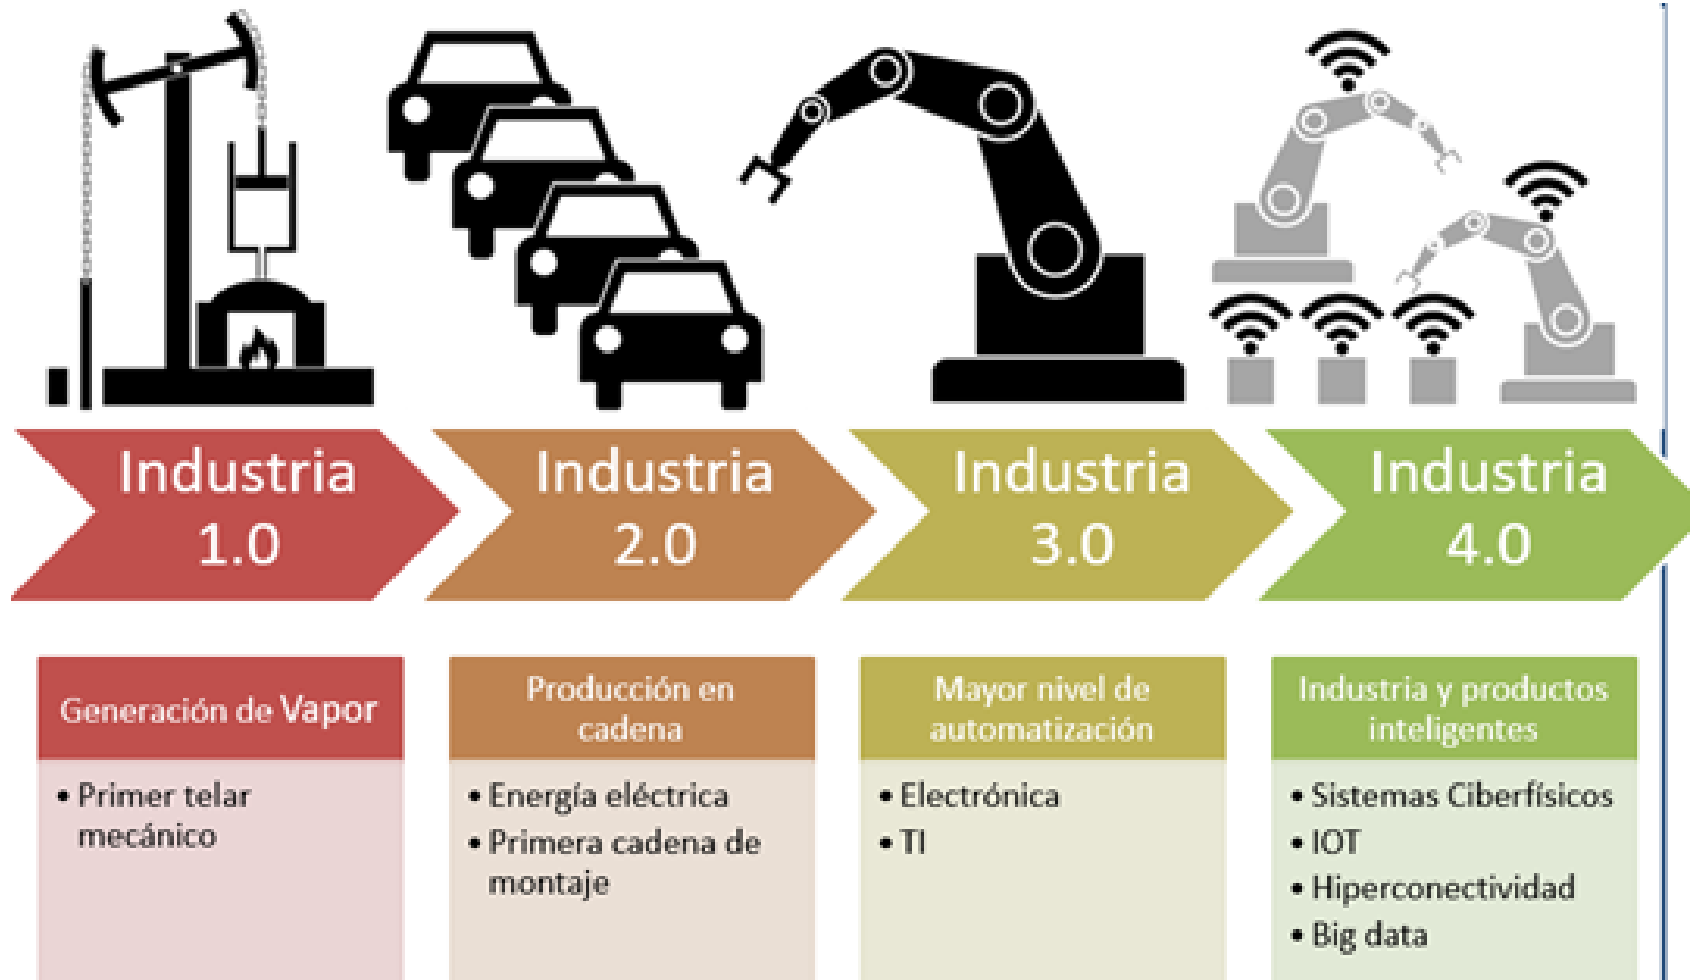 Industria
1.0
Industria
2.0
Industria
3.0
Industria
4.0
Generación de Vapor
• Primer telar
mecánico
Producción en
cadena
• Energía eléctrica
• Primera cadena de
montaje
Mayor nivel de
automatización
• Electrónica
• TI
Industria y productos
inteligentes
• Sistemas Ciberfísicos
• IOT
• Hiperconectividad
• Big data